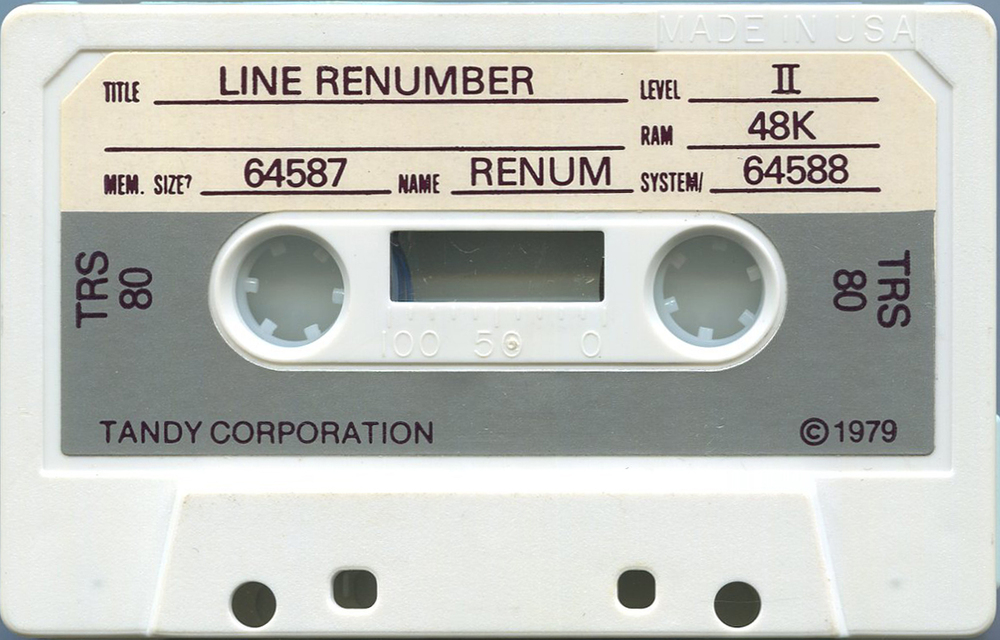 MADE IN USA
TITLE LINE RENUMBER LEVEL II
RAM 48K
MEM. SIZE? 64587 NAME RENUM SYSTEM/ 64588
TRS
80
TRS
80
100 50 0
TANDY CORPORATION ©1979